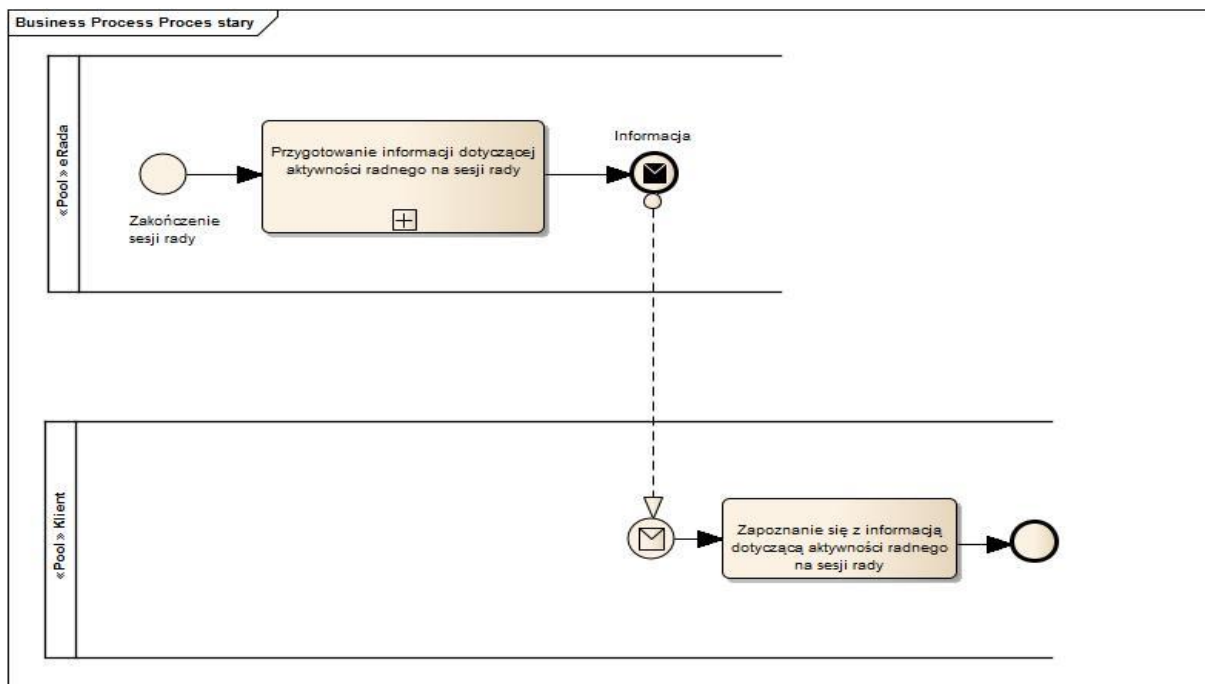 Business Process Proces stary
«Pool» eRada
Zakończenie
sesji rady
Przygotowanie informacji dotyczącej
aktywności radnego na sesji rady
Informacja
«Pool» Klient
Zapoznanie się z informacją
dotyczącą aktywności radnego
na sesji rady